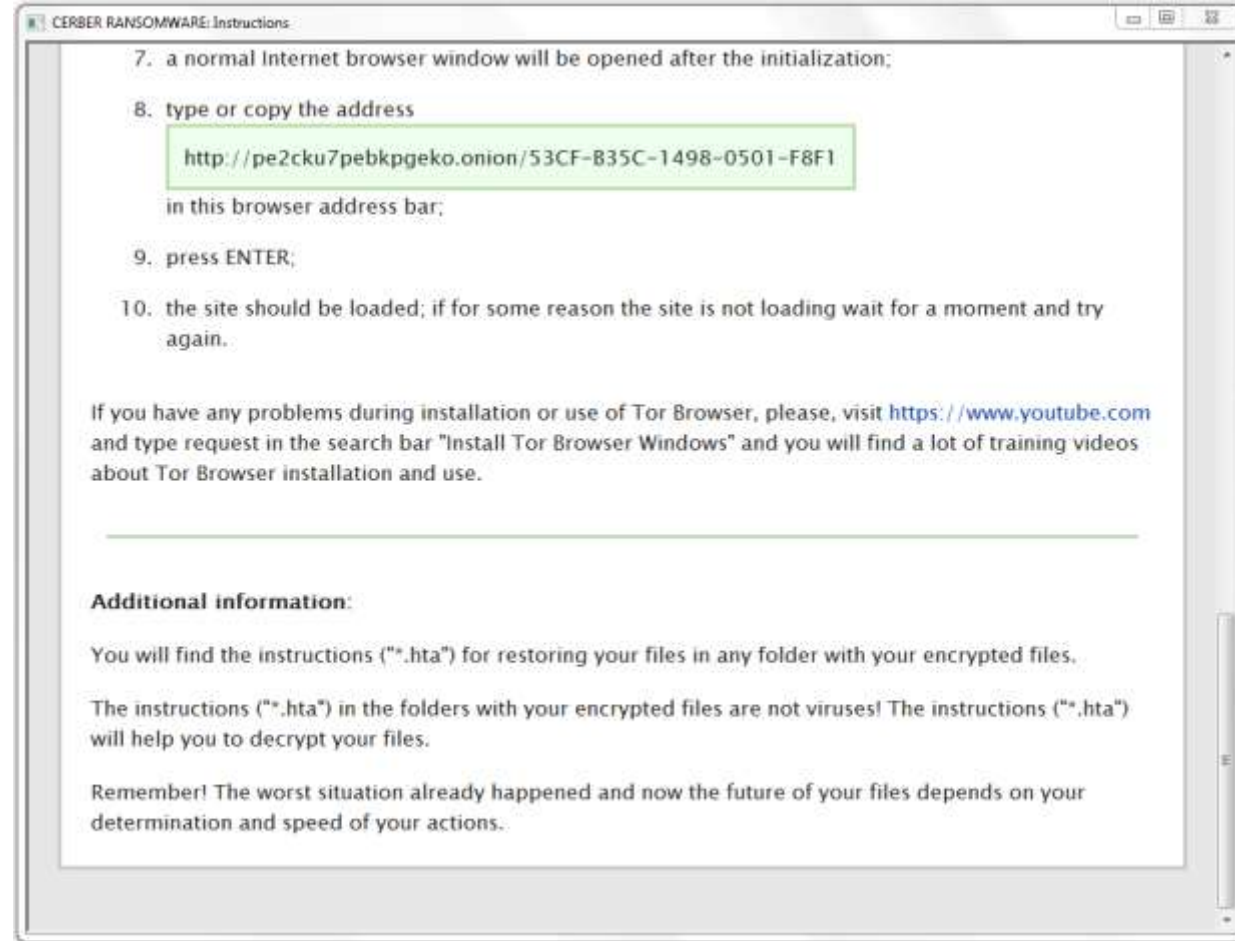 CERBER RANSOMWARE: Instructions
7. a normal Internet browser window will be opened after the initialization;
8. type or copy the address
http://pe2cku7pebkpgeko.onion/53CF-B35C-1498-0501-F8F1
in this browser address bar;
9. press ENTER;
10. the site should be loaded; if for some reason the site is not loading wait for a moment and try
again.
If you have any problems during installation or use of Tor Browser, please, visit https://www.youtube.com
and type request in the search bar "Install Tor Browser Windows" and you will find a lot of training videos
about Tor Browser installation and use.
Additional information:
You will find the instructions ("*.hta") for restoring your files in any folder with your encrypted files.
The instructions ("*.hta") in the folders with your encrypted files are not viruses! The instructions ("*.hta")
will help you to decrypt your files.
Remember! The worst situation already happened and now the future of your files depends on your
determination and speed of your actions.